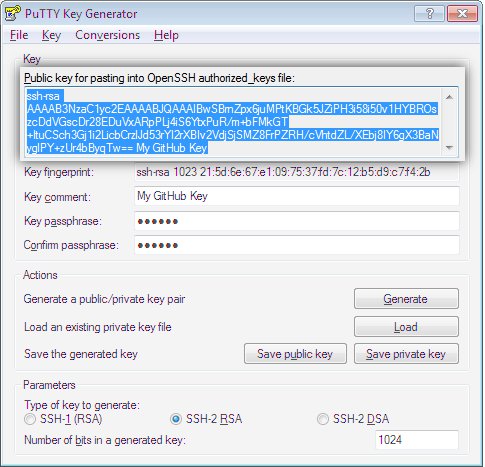 PuTTY Key Generator
File Key Conversions Help
Key
Public key for pasting into OpenSSH authorized_keys file:
ssh-rsa
AAAAB3NzaC1yc2EAAAABJQAAAIBwSBmZpx6juMPtKBGk5JZiPH3i58i50v1HYBROs
zcDdVGscDr28EDuVxARpPLj4iS6YtxPuR/m+bFMkGT
+ltuCSch3Gj1i2LicbCrzIJd53rYl2rXBIv2VdjSjSMZ8FrPZRH/cVhtdZL/XEbj8IY6gX3BaN
yglPY+zUr4bByqTw== My GitHub Key
Key fingerprint: ssh-rsa 1023 21:5d:6e:67:e1:09:75:37:fd:7c:12:b5:d9:c7:f4:2b
Key comment: My GitHub Key
Key passphrase: ●●●●●●
Confirm passphrase: ●●●●●●
Actions
Generate a public/private key pair Generate
Load an existing private key file Load
Save the generated key Save public key Save private key
Parameters
Type of key to generate:
SSH-1 (RSA) SSH-2 RSA SSH-2 DSA
Number of bits in a generated key: 1024